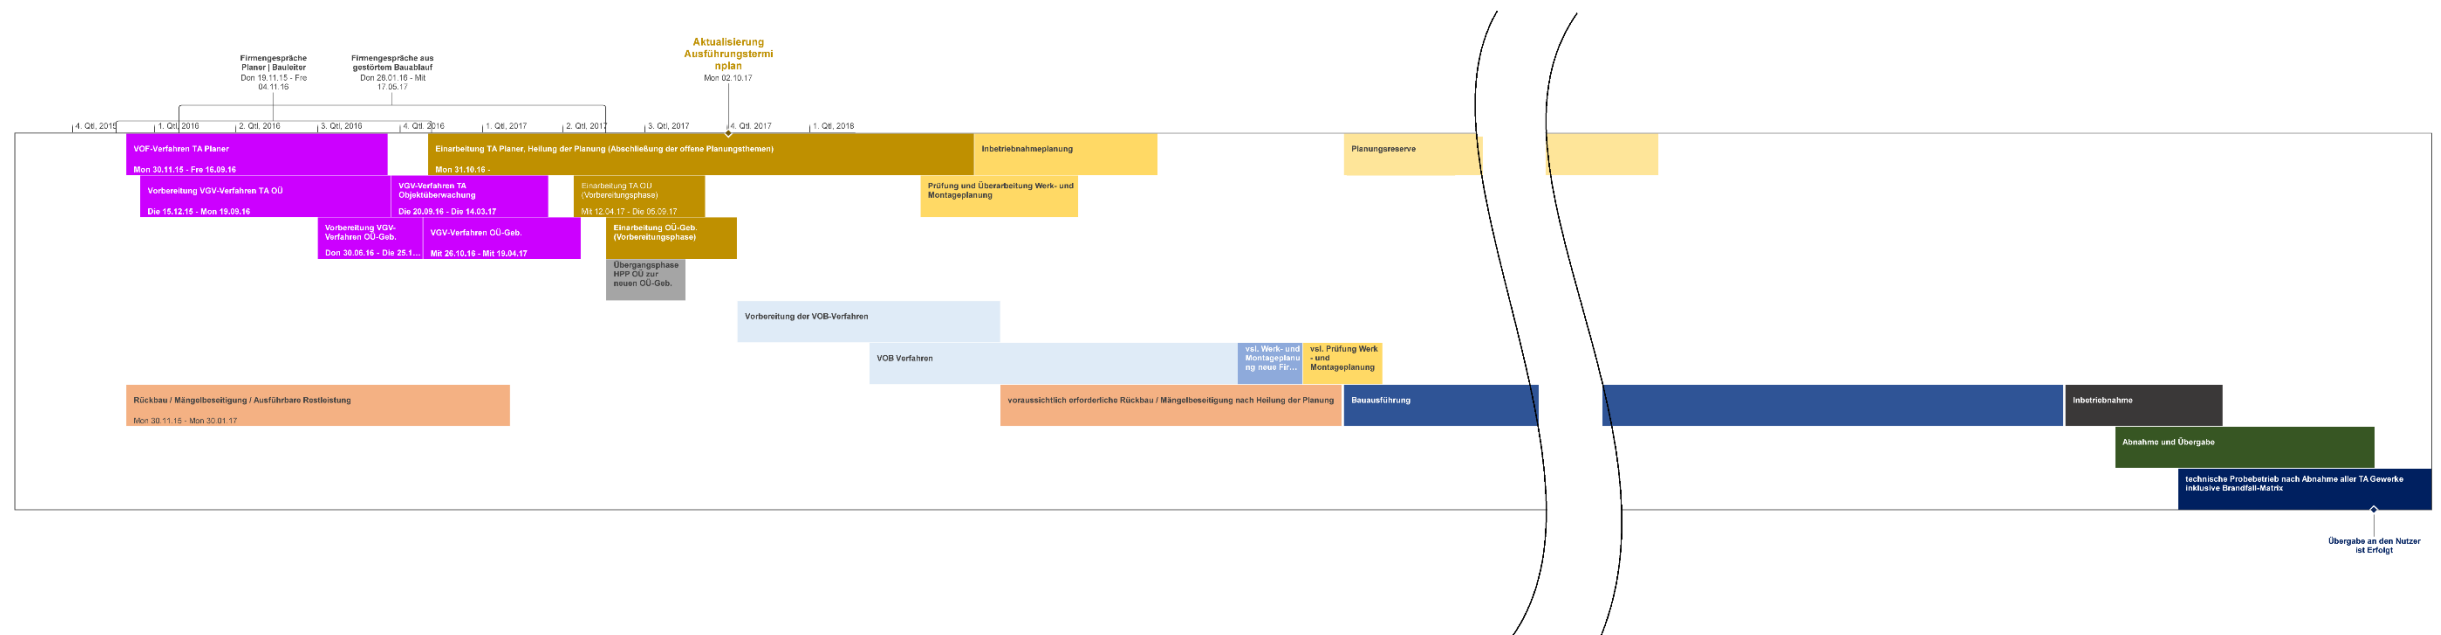 Aktualisierung
Ausführungstermi
nplan
Mon 02.10.17
Firmengespräche
Planer | Bauleiter
Don 19.11.15 - Fre
04.11.16
Firmengespräche aus
gestörtem Bauablauf
Don 28.01.16 - Mit
17.05.17
4. Qtl, 2015
1. Qtl, 2016
2. Qtl, 2016
3. Qtl, 2016
4. Qtl, 2016
1. Qtl, 2017
2. Qtl, 2017
3. Qtl, 2017
4. Qtl, 2017
1. Qtl, 2018
VOF-Verfahren TA Planer
Mon 30.11.15 - Fre 16.09.16
Einarbeitung TA Planer, Heilung der Planung (Abschließung der offene Planungsthemen)
Mon 31.10.16 -
Inbetriebnahmeplanung
Planungsreserve
Vorbereitung VGV-Verfahren TA OÜ
Die 15.12.15 - Mon 19.09.16
VGV-Verfahren TA
Objektüberwachung
Die 20.09.16 - Die 14.03.17
Einarbeitung TA OÜ
(Vorbereitungsphase)
Mit 12.04.17 - Die 05.09.17
Prüfung und Überarbeitung Werk- und
Montageplanung
Vorbereitung VGV-
Verfahren OÜ-Geb.
Don 30.06.16 - Die 25.1...
VGV-Verfahren OÜ-Geb.
Mit 26.10.16 - Mit 19.04.17
Einarbeitung OÜ-Geb.
(Vorbereitungsphase)
Übergangsphase
HPP OÜ zur
neuen OÜ-Geb.
Vorbereitung der VOB-Verfahren
VOB Verfahren
vsl. Werk- und
Montageplanu
ng neue Fir...
vsl. Prüfung Werk
- und
Montageplanung
Rückbau / Mängelbeseitigung / Ausführbare Restleistung
Mon 30.11.15 - Mon 30.01.17
voraussichtlich erforderliche Rückbau / Mängelbeseitigung nach Heilung der Planung
Bauausführung
Inbetriebnahme
Abnahme und Übergabe
technische Probebetrieb nach Abnahme aller TA Gewerke
inklusive Brandfall-Matrix
Übergabe an den Nutzer
ist Erfolgt